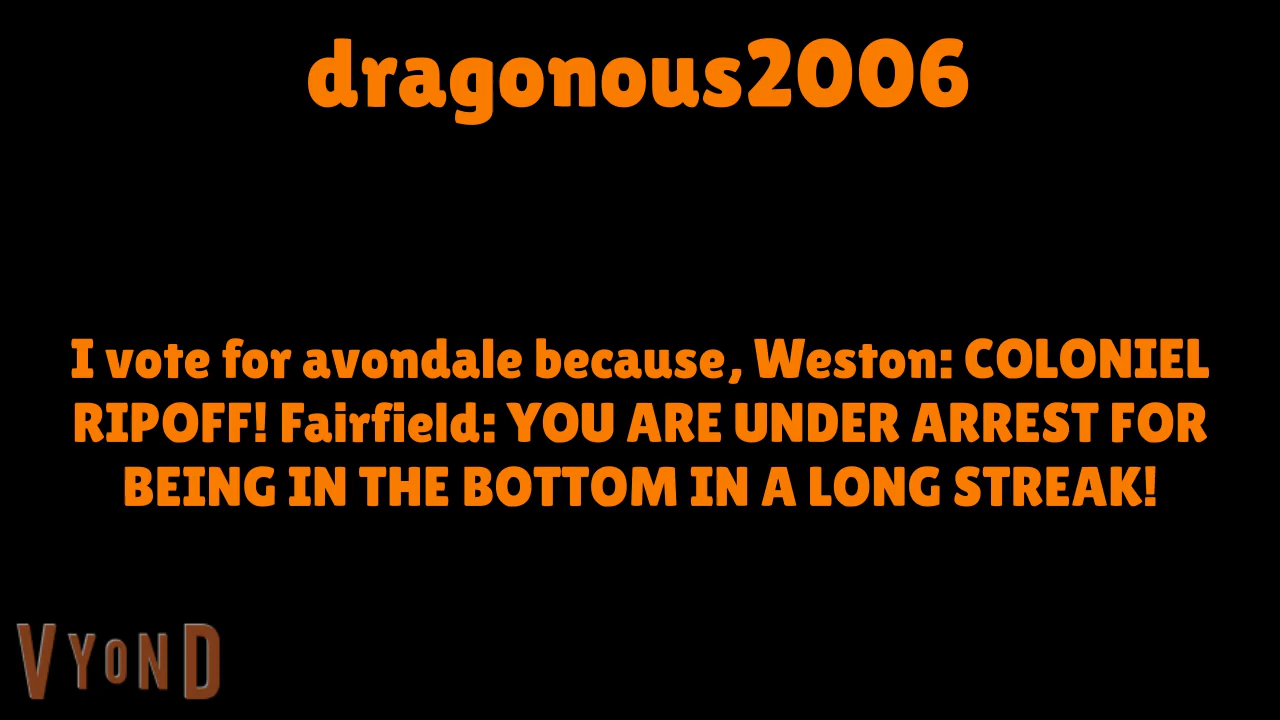 dragonous2006
I vote for avondale because, Weston: COLONIEL
RIPOFF! Fairfield: YOU ARE UNDER ARREST FOR
BEING IN THE BOTTOM IN A LONG STREAK!
VYOND